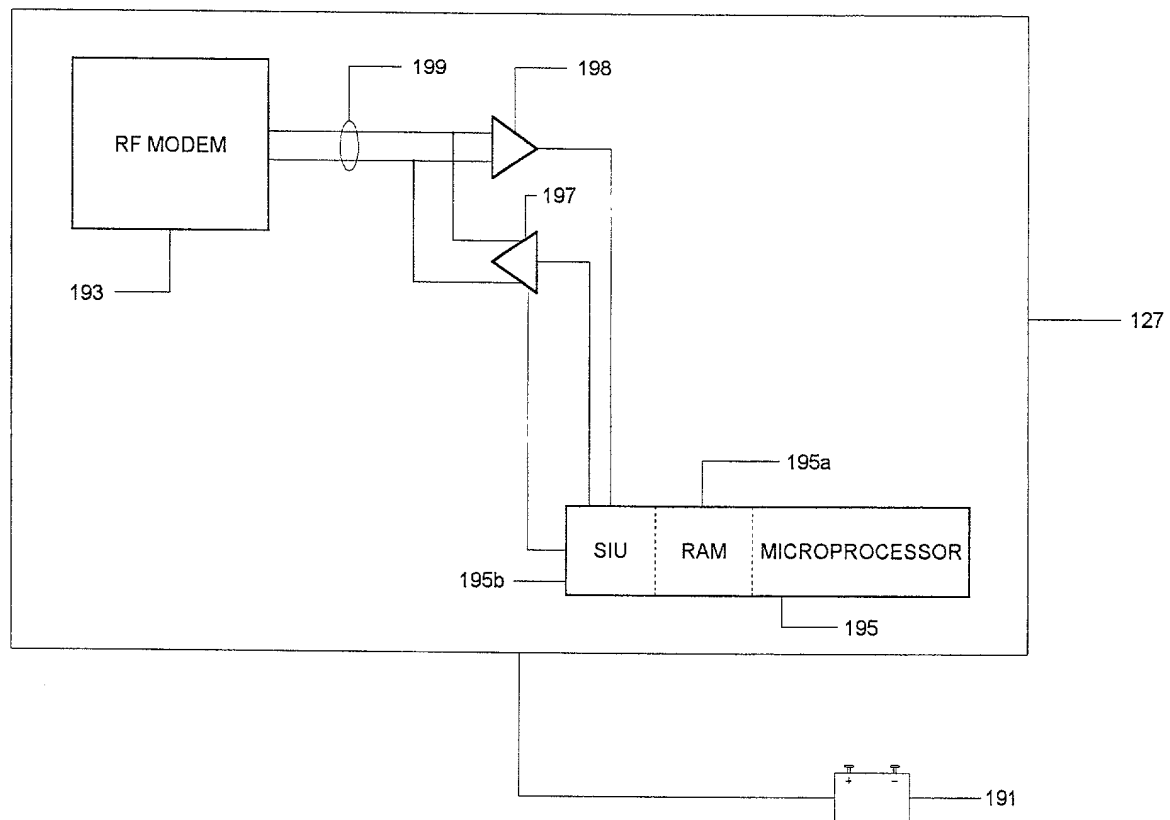 199
198
RF MODEM
197
193
127
195a
SIU
RAM
MICROPROCESSOR
195b
195
+ -
191